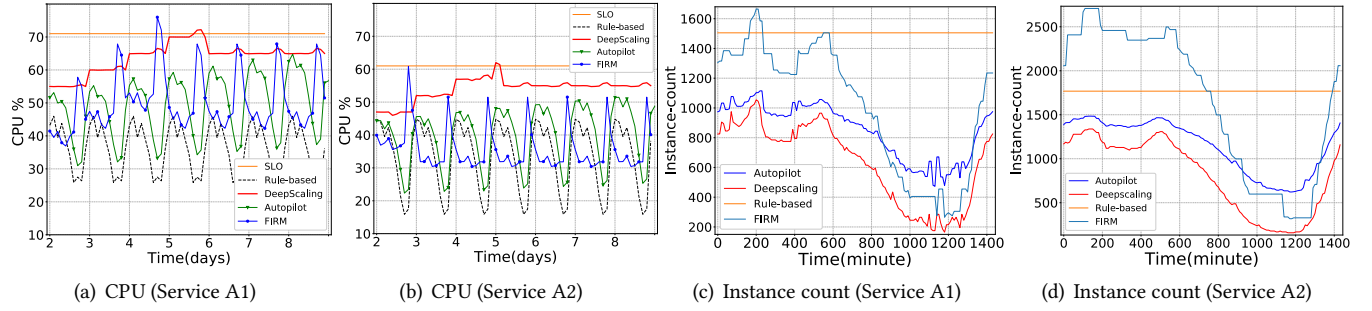 70
60
50
40
30
20
10
CPU %
2 3 4 5 6 7 8
Time(days)
SLO
Rule-based
DeepScaling
Autopilot
FIRM
(a) CPU (Service A1)
70
60
50
40
30
20
10
CPU %
2 3 4 5 6 7 8
Time(days)
SLO
Rule-based
DeepScaling
Autopilot
FIRM
(b) CPU (Service A2)
1600
1400
1200
1000
800
600
400
200
Instance-count
0 200 400 600 800 1000 1200 1400
Time(minute)
Autopilot
Deepscaling
Rule-based
FIRM
(c) Instance count (Service A1)
2500
2000
1500
1000
500
Instance-count
0 200 400 600 800 1000 1200 1400
Time(minute)
Autopilot
Deepscaling
Rule-based
FIRM
(d) Instance count (Service A2)